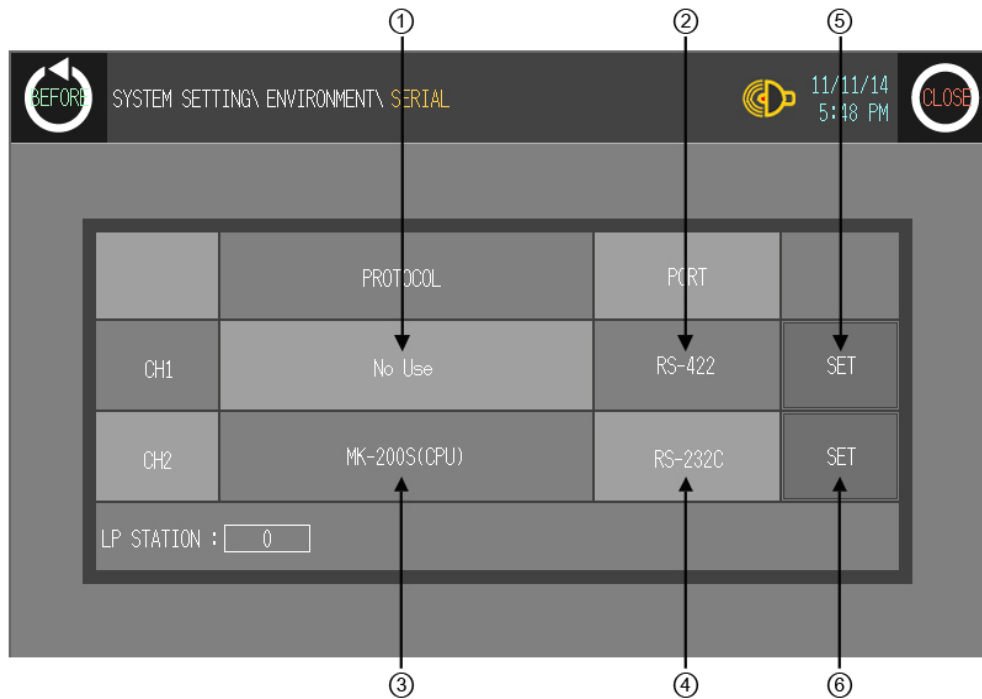 ① ② ⑤
BEFORE SYSTEM SETTING\ ENVIRONMENT\ SERIAL 11/11/14 CLOSE
5:48 PM
PROTOCOL PORT
CH1 No Use RS-422 SET
CH2 MK-200S(CPU) RS-232C SET
LP STATION : 0
③ ④ ⑥